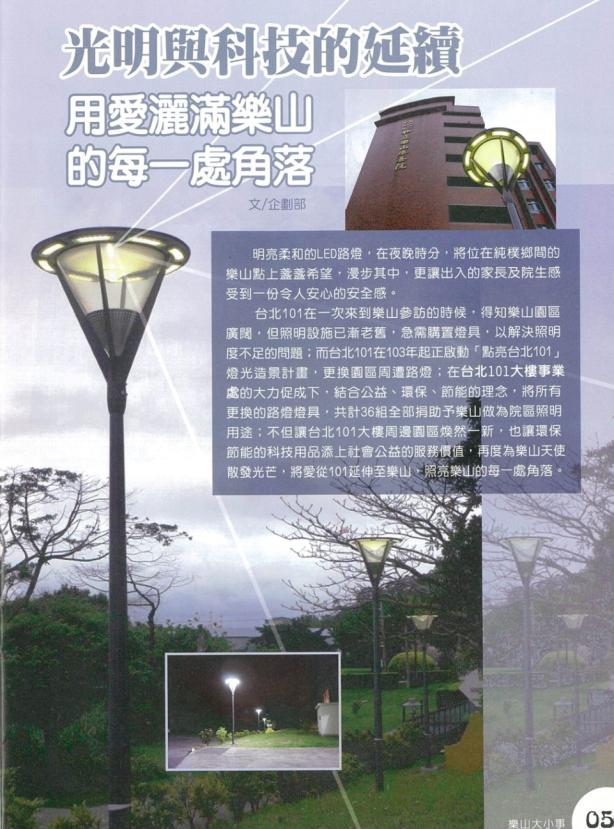 光明與科技的延續
用愛灑滿樂山
的每一處角落
文/企劃部
明亮柔和的LED路燈，在夜晚時分，將位在純樸鄉間的
樂山點上盞盞希望，漫步其中，更讓出入的家長及院生感
受到一份令人安心的安全感。
台北101在一次來到樂山參訪的時候，得知樂山園區
廣闊，但照明設施已漸老舊，急需購置燈具，以解決照明
度不足的問題；而台北101在103年起正啟動「點亮台北101」
燈光造景計畫，更換園區周遭路燈；在台北101大樓事業
處的大力促成下，結合公益、環保、節能的理念，將所有
更換的路燈燈具，共計36組全部捐助予樂山做為院區照明
用途；不但讓台北101大樓周邊園區煥然一新，也讓環保
節能的科技用品添上社會公益的服務價值，再度為樂山天使
散發光芒，將愛從101延伸至樂山，照亮樂山的每一處角落。
樂山大小事
05